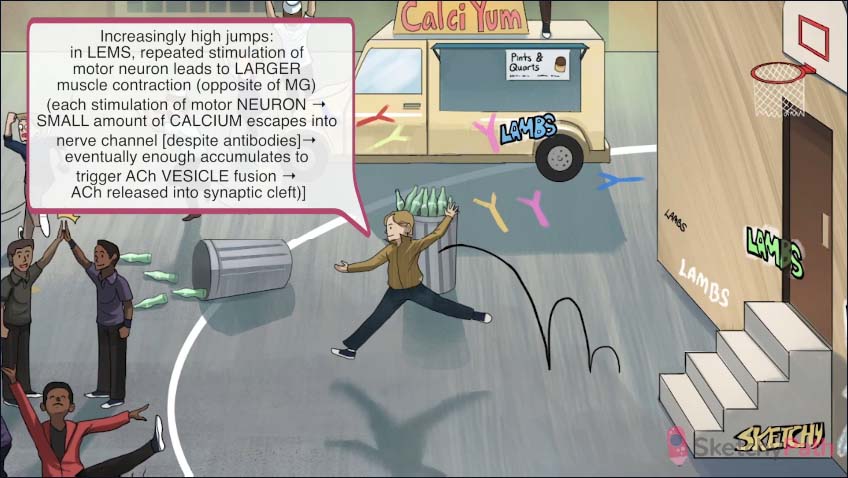 Increasingly high jumps:
in LEMS, repeated stimulation of
motor neuron leads to LARGER
muscle contraction (opposite of MG)
(each stimulation of motor NEURON →
SMALL amount of CALCIUM escapes into
nerve channel [despite antibodies]→
eventually enough accumulates to
trigger ACh VESICLE fusion →
ACh released into synaptic cleft)]
Calci Yum
Pints &
Quarts
LAMBS
LAMBS
LAMBS
LAMBS
SKETCHY
SketchyPath